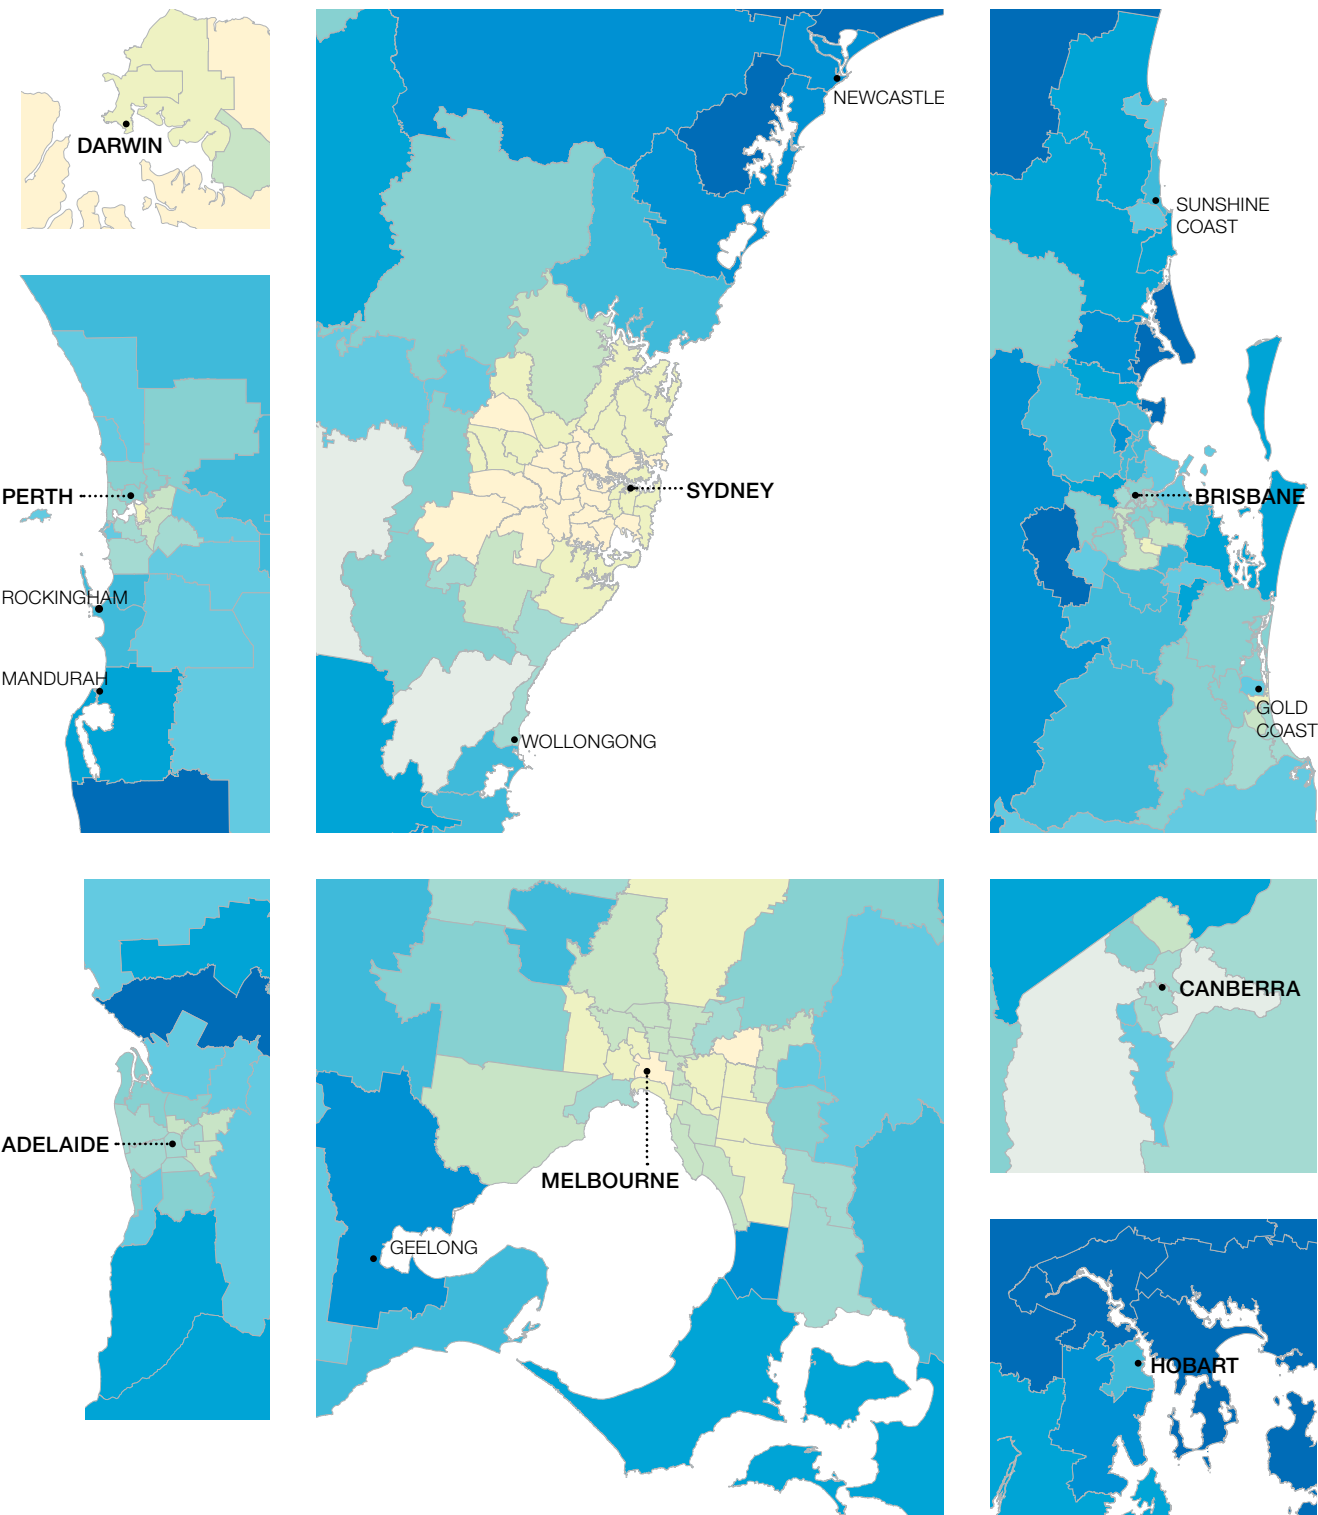 DARWIN
NEWCASTLE
SUNSHINE
COAST
PERTH
SYDNEY
BRISBANE
ROCKINGHAM
MANDURAH
WOLLONGONG
GOLD
COAST
CANBERRA
ADELAIDE
MELBOURNE
GEELONG
HOBART